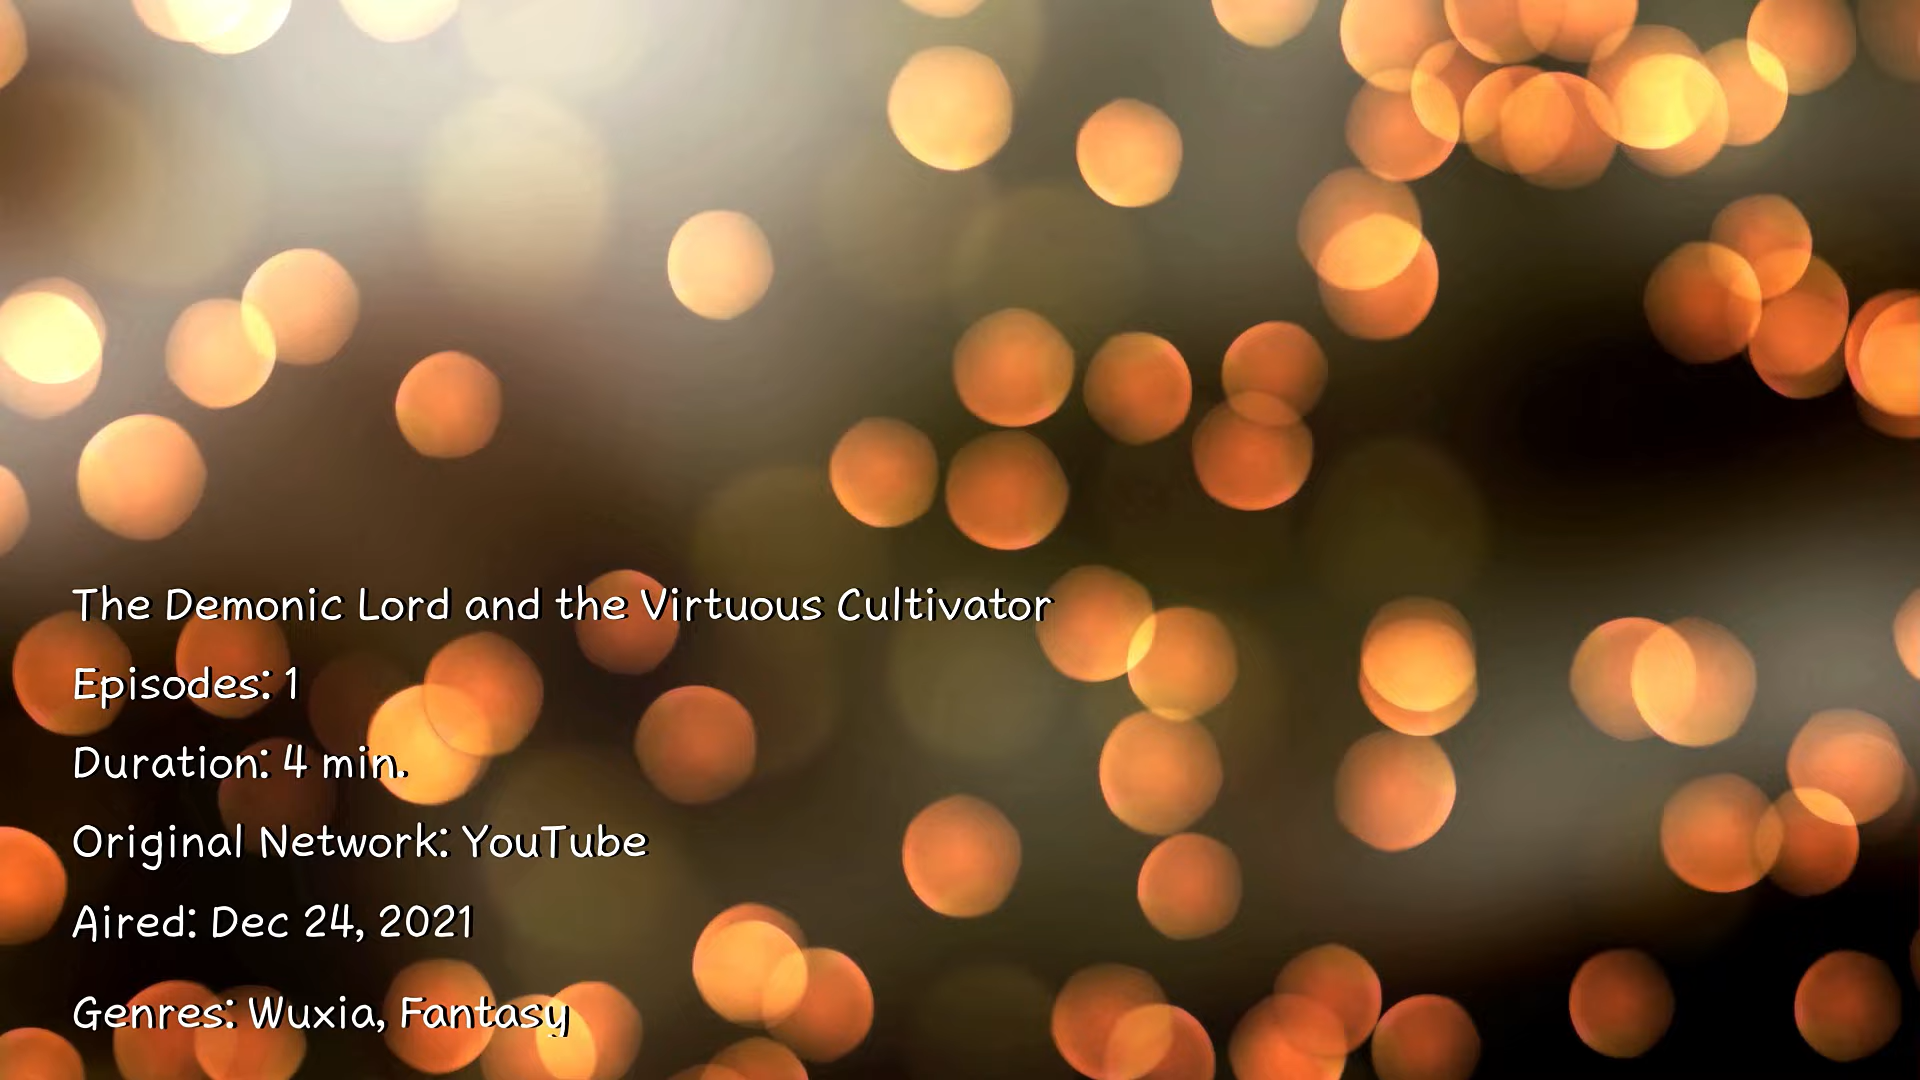 The Demonic Lord and the Virtuous Cultivator
Episodes: 1
Duration: 4 min.
Original Network: YouTube
Aired: Dec 24, 2021
Genres: Wuxia, Fantasy